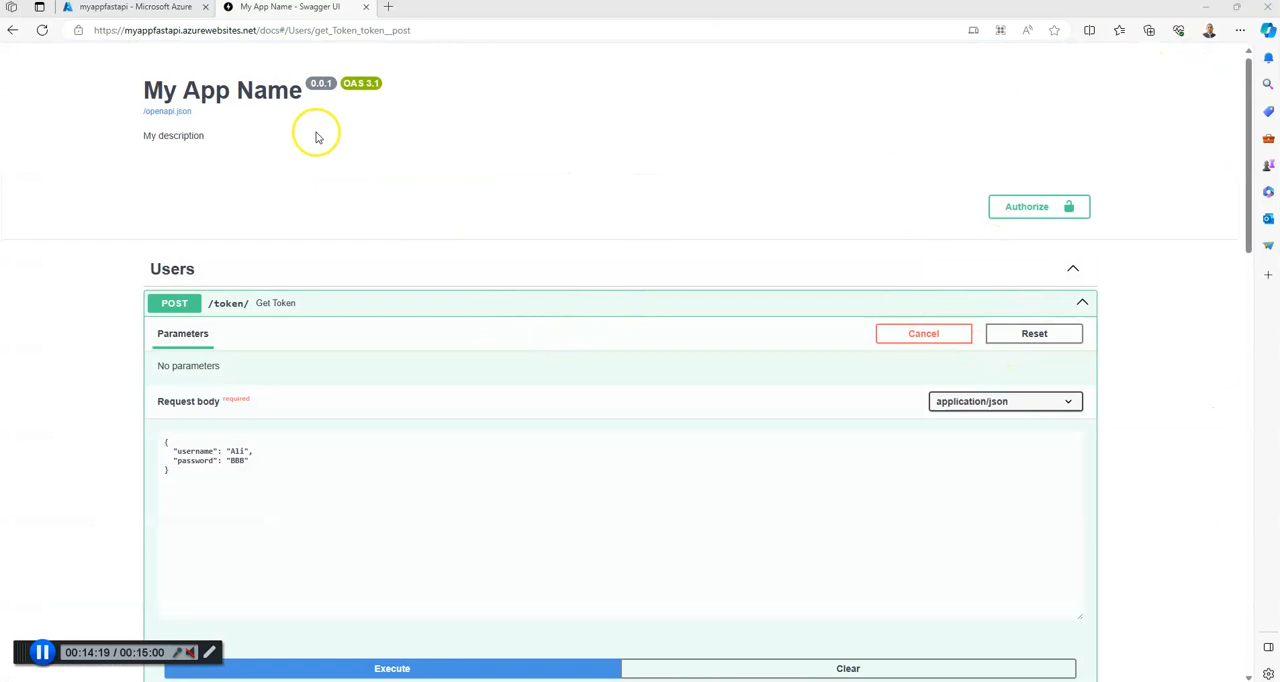 myappfastapi - Microsoft Azure
My App Name - Swagger UI
https://myappfastapi.azurewebsites.net/docs#/Users/get_Token_token__post
My App Name 0.0.1 OAS 3.1
/openapi.json
My description
Authorize
Users
POST /token/ Get Token
Parameters
Cancel
Reset
No parameters
Request body required
application/json
{
"username": "Ali",
"password": "BBB"
}
00:14:19 / 00:15:00
Execute
Clear